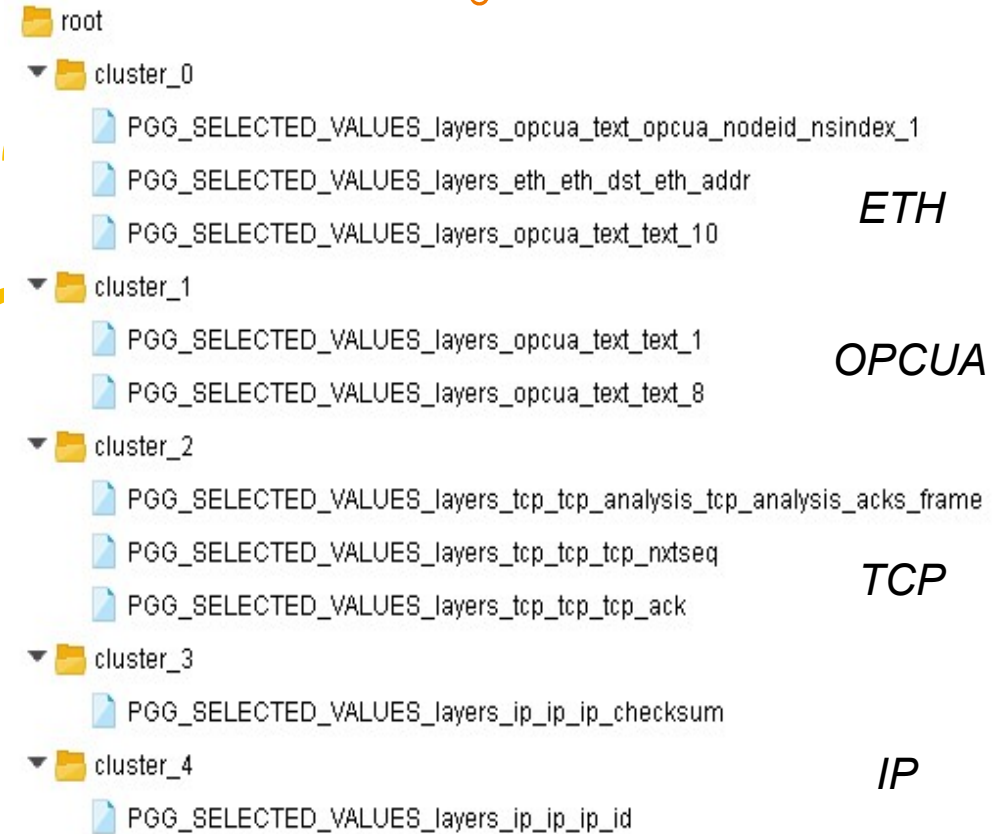 root
cluster_0
PGG_SELECTED_VALUES_layers_opcua_text_opcua_nodeid_nsindex_1
PGG_SELECTED_VALUES_layers_eth_eth_dst_eth_addr
ETH
PGG_SELECTED_VALUES_layers_opcua_text_text_10
cluster_1
PGG_SELECTED_VALUES_layers_opcua_text_text_1
OPCUA
PGG_SELECTED_VALUES_layers_opcua_text_text_8
cluster_2
PGG_SELECTED_VALUES_layers_tcp_tcp_analysis_tcp_analysis_acks_frame
PGG_SELECTED_VALUES_layers_tcp_tcp_tcp_nxtseq
TCP
PGG_SELECTED_VALUES_layers_tcp_tcp_tcp_ack
cluster_3
PGG_SELECTED_VALUES_layers_ip_ip_ip_checksum
cluster_4
IP
PGG_SELECTED_VALUES_layers_ip_ip_ip_id